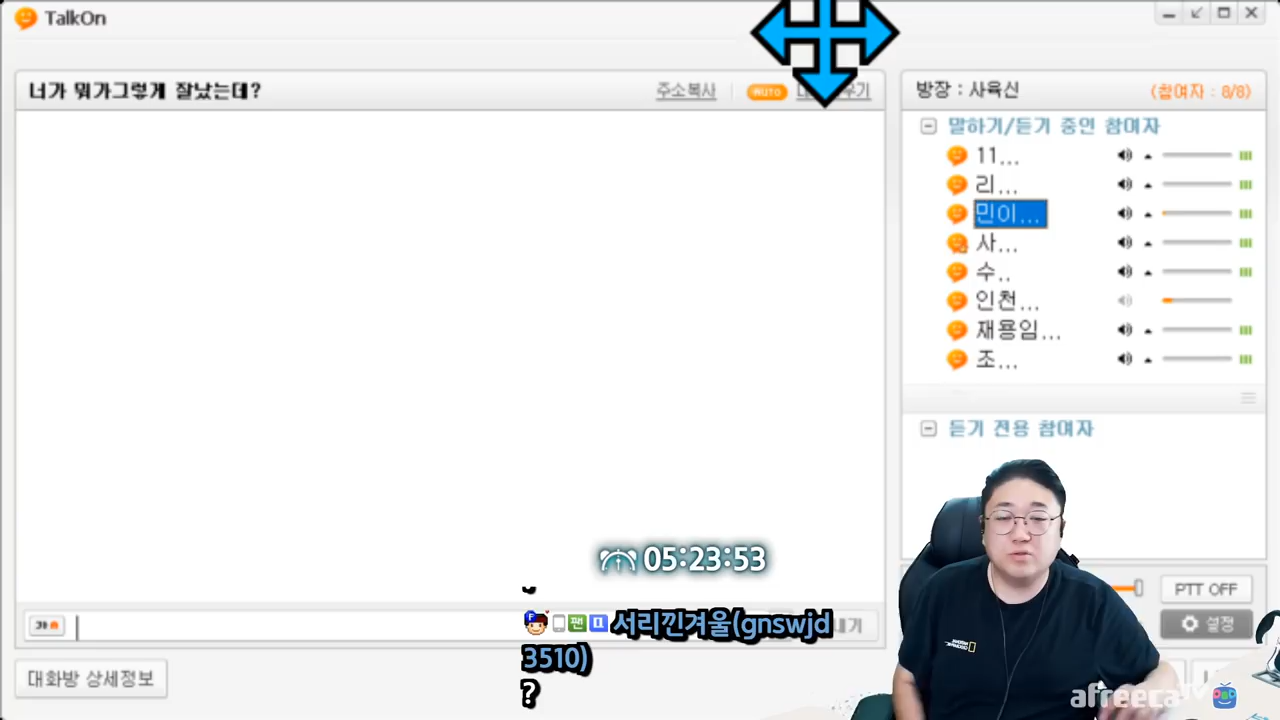 TalkOn
너가 뭐가그렇게 잘났는데?
주소복사
AUTO
방장 : 사육신
(참여자 : 8/8)
말하기/듣기 중인 참여자
11...
리...
민이...
사...
수..
인천...
재용임...
조...
듣기 전용 참여자
05:23:53
PTT OFF
설정
서리낀겨울(gnswjd
3510)
?
대화방 상세정보
afreecaTV